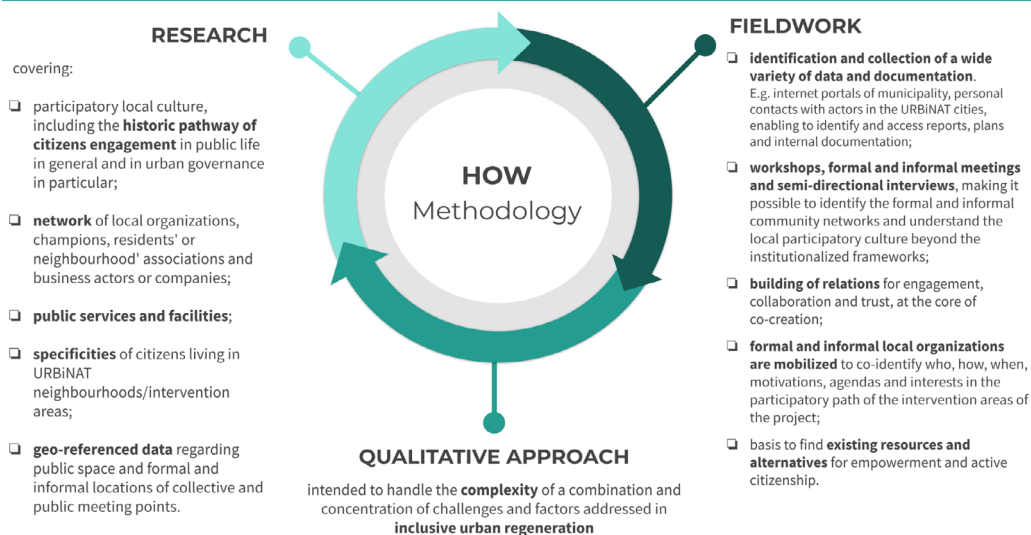 RESEARCH
covering:
❏ participatory local culture,
including the historic pathway of
citizens engagement in public life
in general and in urban governance
in particular;
❏ network of local organizations,
champions, residents' or
neighbourhood' associations and
business actors or companies;
❏ public services and facilities;
❏ specificities of citizens living in
URBiNAT
neighbourhoods/intervention
areas;
❏ geo-referenced data regarding
public space and formal and
informal locations of collective and
public meeting points.
HOW
Methodology
QUALITATIVE APPROACH
intended to handle the complexity of a combination and
concentration of challenges and factors addressed in
inclusive urban regeneration
FIELDWORK
❏ identification and collection of a wide
variety of data and documentation.
E.g. internet portals of municipality, personal
contacts with actors in the URBiNAT cities,
enabling to identify and access reports, plans
and internal documentation;
❏ workshops, formal and informal meetings
and semi-directional interviews, making it
possible to identify the formal and informal
community networks and understand the
local participatory culture beyond the
institutionalized frameworks;
❏ building of relations for engagement,
collaboration and trust, at the core of
co-creation;
❏ formal and informal local organizations
are mobilized to co-identify who, how, when,
motivations, agendas and interests in the
participatory path of the intervention areas of
the project;
❏ basis to find existing resources and
alternatives for empowerment and active
citizenship.